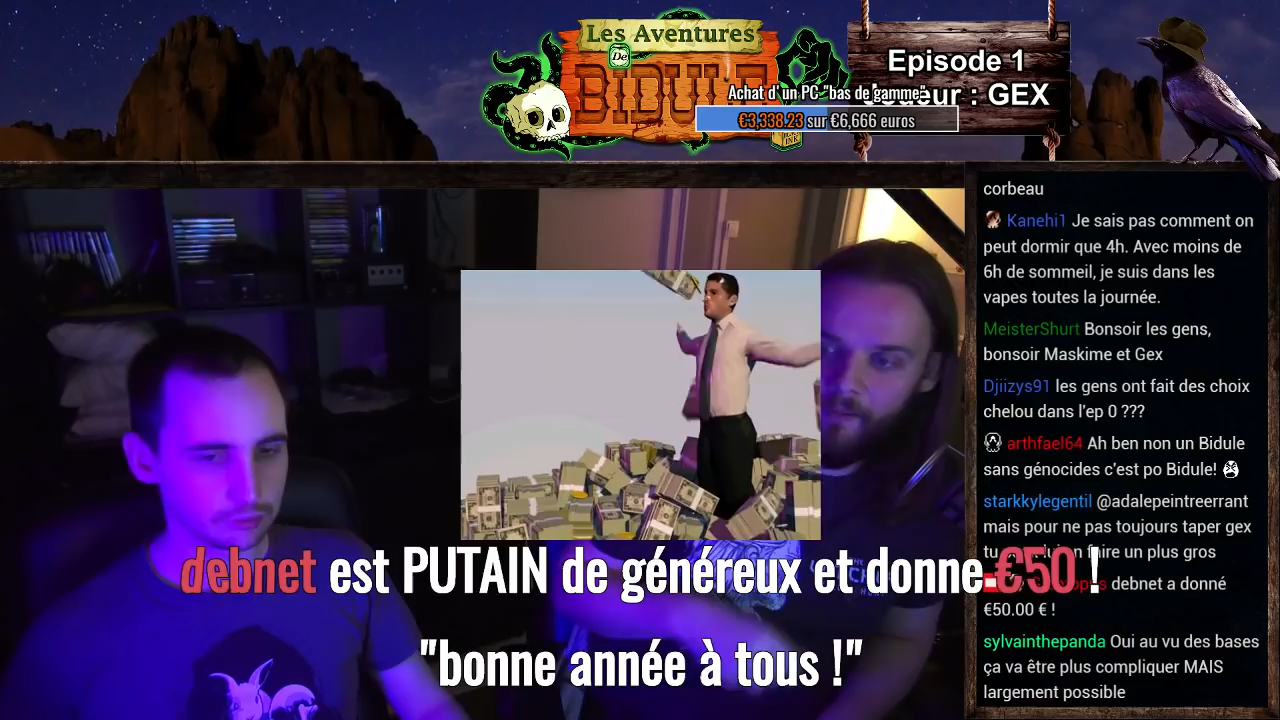 Les Aventures
De
BIDULE
Episode 1
Achat d'un PC "bas de gamme"
: GEX
€3,338.23 sur €6,666 euros
corbeau
Kanehi1 Je sais pas comment on
peut dormir que 4h. Avec moins de
6h de sommeil, je suis dans les
vapes toutes la journée.
MeisterShurt Bonsoir les gens,
bonsoir Maskime et Gex
Djiizys91 les gens ont fait des choix
chelou dans l'ep 0 ???
arthfael64 Ah ben non un Bidule
sans génocides c'est po Bidule!
starkkylegentil @adalepeintreerrant
mais pour ne pas toujours taper gex
faire un plus gros
debnet a donné
€50.00 € !
sylvainthepanda Oui au vu des bases
ça va être plus compliquer MAIS
largement possible
debnet est PUTAIN de généreux et donne €50 !
"bonne année à tous !"